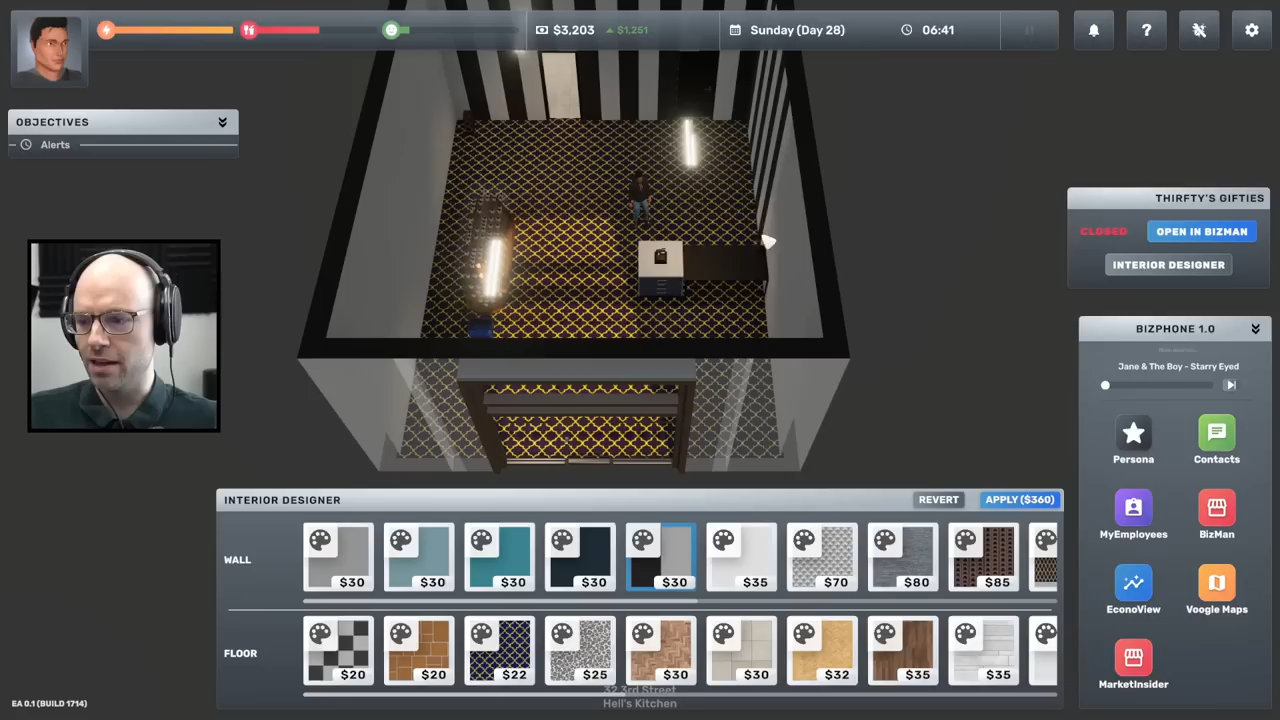 $3,203
$1,251
Sunday (Day 28)
06:41
OBJECTIVES
Alerts
THIRFTY'S GIFTIES
CLOSED
OPEN IN BIZMAN
INTERIOR DESIGNER
BIZPHONE 1.0
Jane & The Boy - Starry Eyed
Persona
Contacts
MyEmployees
BizMan
EconoView
Voogle Maps
MarketInsider
INTERIOR DESIGNER
REVERT
APPLY ($360)
WALL
$30
$30
$30
$30
$30
$35
$70
$80
$85
FLOOR
$20
$20
$22
$25
$30
$30
$32
$35
$35
32 3rd Street
Hell's Kitchen
EA 0.1 (BUILD 1714)